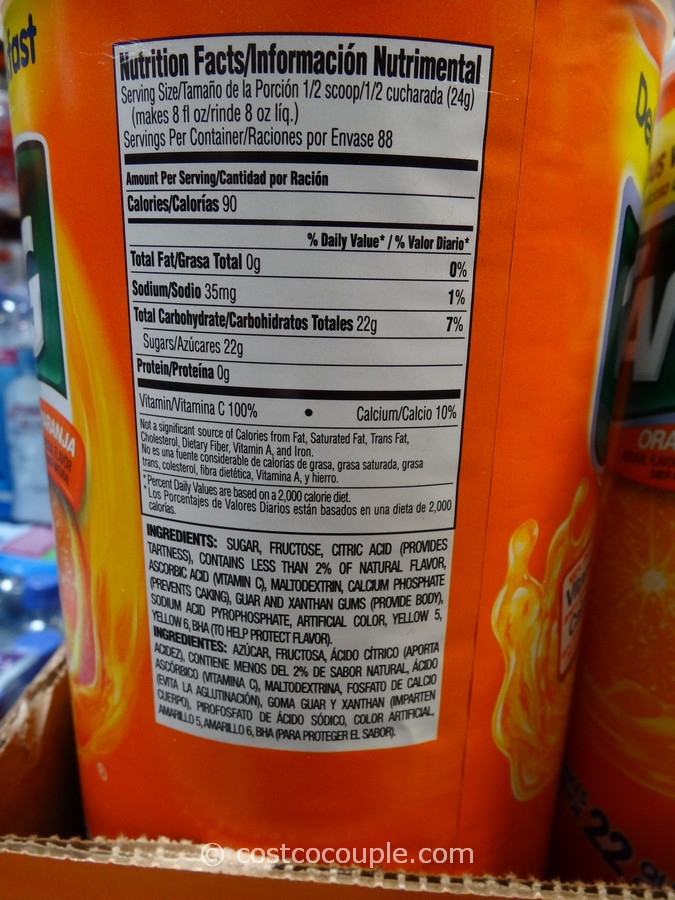 fast
Nutrition Facts/Información Nutrimental
Serving Size/Tamaño de la Porción 1/2 scoop/1/2 cucharada (24g)
(makes 8 fl oz/rinde 8 oz líq.)
Servings Per Container/Raciones por Envase 88
Amount Per Serving/Cantidad por Ración
Calories/Calorías 90
% Daily Value* / % Valor Diario*
Total Fat/Grasa Total 0g 0%
Sodium/Sodio 35mg 1%
Total Carbohydrate/Carbohidratos Totales 22g 7%
Sugars/Azúcares 22g
Protein/Proteína 0g
Vitamin/Vitamina C 100% • Calcium/Calcio 10%
Not a significant source of Calories from Fat, Saturated Fat, Trans Fat,
Cholesterol, Dietary Fiber, Vitamin A, and Iron.
No es una fuente considerable de calorías de grasa, grasa saturada, grasa
trans, colesterol, fibra dietética, Vitamina A, y hierro.
*Percent Daily Values are based on a 2,000 calorie diet.
*Los Porcentajes de Valores Diarios están basados en una dieta de 2,000
calorías.
INGREDIENTS: SUGAR, FRUCTOSE, CITRIC ACID (PROVIDES
TARTNESS), CONTAINS LESS THAN 2% OF NATURAL FLAVOR,
ASCORBIC ACID (VITAMIN C), MALTODEXTRIN, CALCIUM PHOSPHATE
(PREVENTS CAKING), GUAR AND XANTHAN GUMS (PROVIDE BODY),
SODIUM ACID PYROPHOSPHATE, ARTIFICIAL COLOR, YELLOW 5,
YELLOW 6, BHA (TO HELP PROTECT FLAVOR).
INGREDIENTES: AZÚCAR, FRUCTOSA, ÁCIDO CÍTRICO (APORTA
ACIDEZ), CONTIENE MENOS DEL 2% DE SABOR NATURAL, ÁCIDO
ASCÓRBICO (VITAMINA C), MALTODEXTRINA, FOSFATO DE CALCIO
(EVITA LA AGLUTINACIÓN), GOMA GUAR Y XANTHAN (IMPARTEN
CUERPO), PIROFOSFATO DE ÁCIDO SÓDICO, COLOR ARTIFICIAL,
AMARILLO 5, AMARILLO 6, BHA (PARA PROTEGER EL SABOR).
G
RANJA
ORA
22
© costcocouple.com